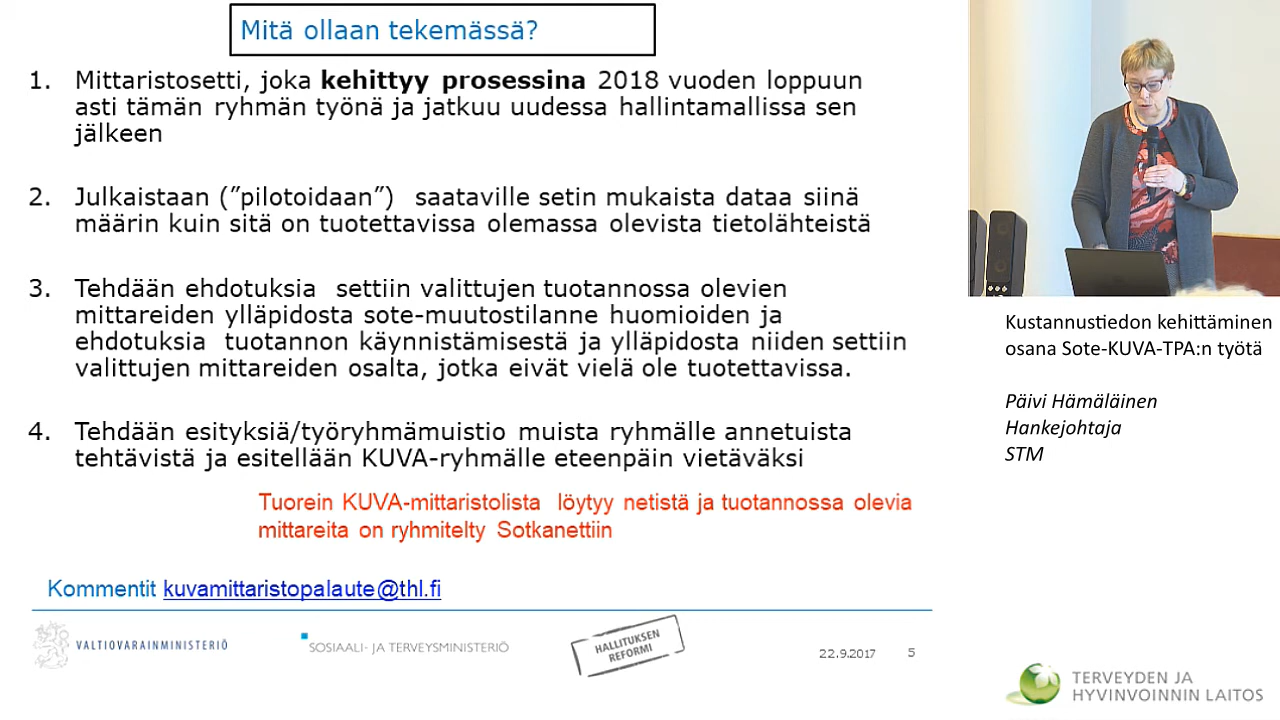 Mitä ollaan tekemässä?
1. Mittaristosetti, joka kehittyy prosessina 2018 vuoden loppuun
asti tämän ryhmän työnä ja jatkuu uudessa hallintamallissa sen
jälkeen
2. Julkaistaan (”pilotoidaan”) saataville setin mukaista dataa siinä
määrin kuin sitä on tuotettavissa olemassa olevista tietolähteistä
3. Tehdään ehdotuksia settiin valittujen tuotannossa olevien
mittareiden ylläpidosta sote-muutostilanne huomioiden ja
ehdotuksia tuotannon käynnistämisestä ja ylläpidosta niiden settiin
valittujen mittareiden osalta, jotka eivät vielä ole tuotettavissa.
4. Tehdään esityksiä/työryhmämuistio muista ryhmälle annetuista
tehtävistä ja esitellään KUVA-ryhmälle eteenpäin vietäväksi
Tuorein KUVA-mittaristolista löytyy netistä ja tuotannossa olevia
mittareita on ryhmitelty Sotkanettiin
Kommentit kuvamittaristopalaute@thl.fi
VALTIOVARAINMINISTERIÖ
SOSIAALI- JA TERVEYSMINISTERIÖ
HALLITUKSEN
REFORMI
22.9.2017 5
Kustannustiedon kehittäminen
osana Sote-KUVA-TPA:n työtä
Päivi Hämäläinen
Hankejohtaja
STM
TERVEYDEN JA
HYVINVOINNIN LAITOS